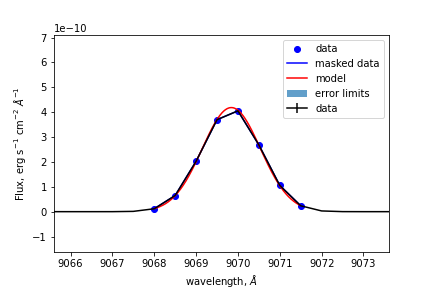 1e−10
7
6
5
4
3
2
1
0
−1
Flux, erg s⁻¹ cm⁻² Å⁻¹
data
masked data
model
error limits
data
9066 9067 9068 9069 9070 9071 9072 9073
wavelength, Å